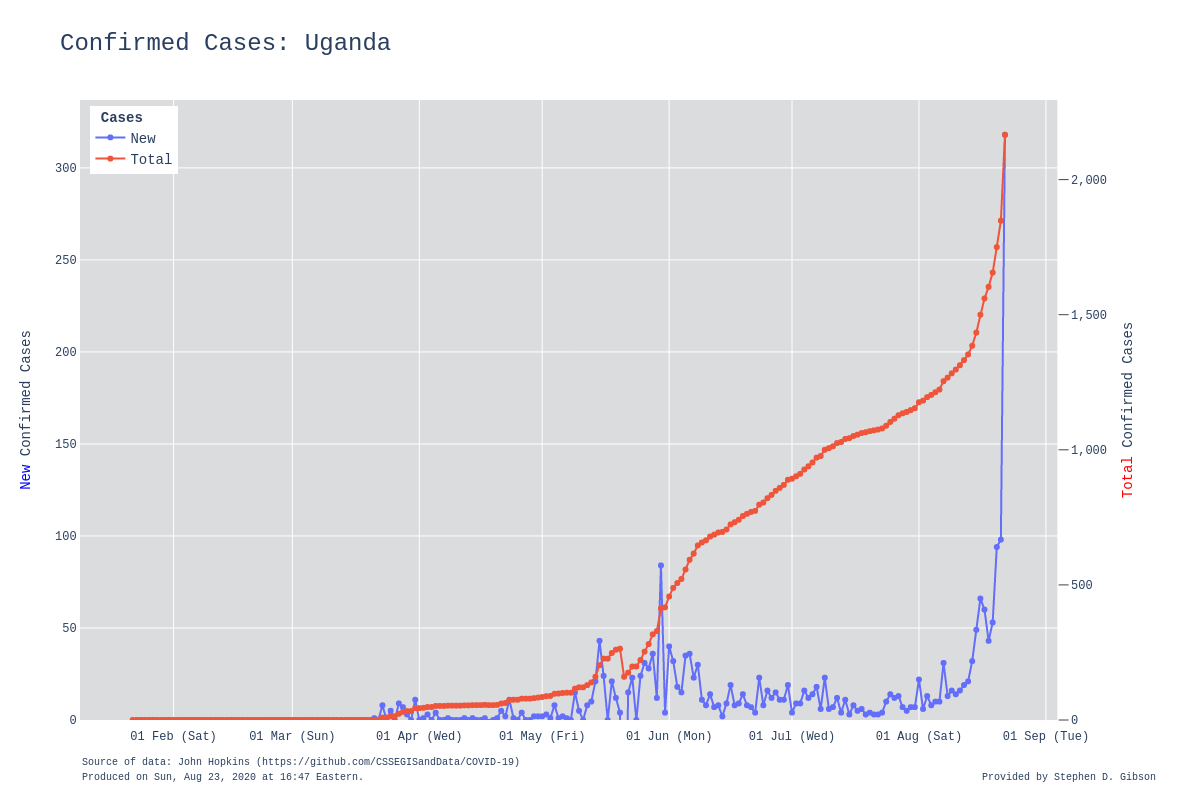 Confirmed Cases: Uganda
Cases
New
Total
300
250
200
150
100
50
0
2,000
1,500
1,000
500
0
New Confirmed Cases
Total Confirmed Cases
01 Feb (Sat)
01 Mar (Sun)
01 Apr (Wed)
01 May (Fri)
01 Jun (Mon)
01 Jul (Wed)
01 Aug (Sat)
01 Sep (Tue)
Source of data: John Hopkins (https://github.com/CSSEGISandData/COVID-19)
Produced on Sun, Aug 23, 2020 at 16:47 Eastern.
Provided by Stephen D. Gibson